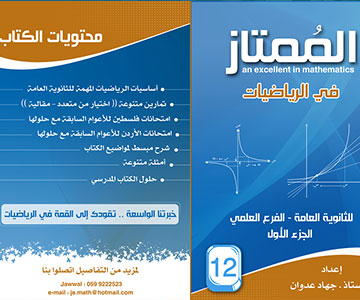 المُمتاز
an excellent in mathematics
في الرياضيات
للثانوية العامة - الفرع العلمي
الجزء الأول
12
إعداد
ستاذ. جهاد عدوان
محتويات الكتاب
أساسيات الرياضيات المهمة للثانوية العامة
تمارين متنوعة (( اختيار من متعدد - مقالية ))
امتحانات فلسطين للأعوام السابقة مع حلولها
امتحانات الأردن للأعوام السابقة مع حلولها
شرح مبسط لمواضيع الكتاب
أمثلة متنوعة
حلول الكتاب المدرسي
خبرتنا الواسعة .. تقودك إلى القمة في الرياضيات
لمزيد من التفاصيل اتصلوا بنا
Jawwal : 059 9222523
e-mail : js.math@hotmail.com